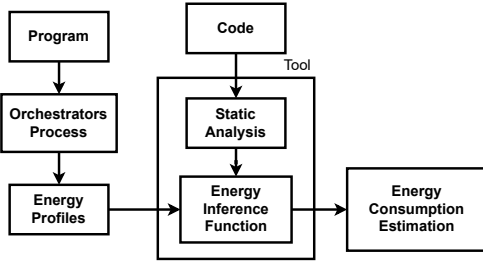 Program
Code
Tool
Orchestrators
Process
Static
Analysis
Energy
Profiles
Energy
Inference
Function
Energy
Consumption
Estimation